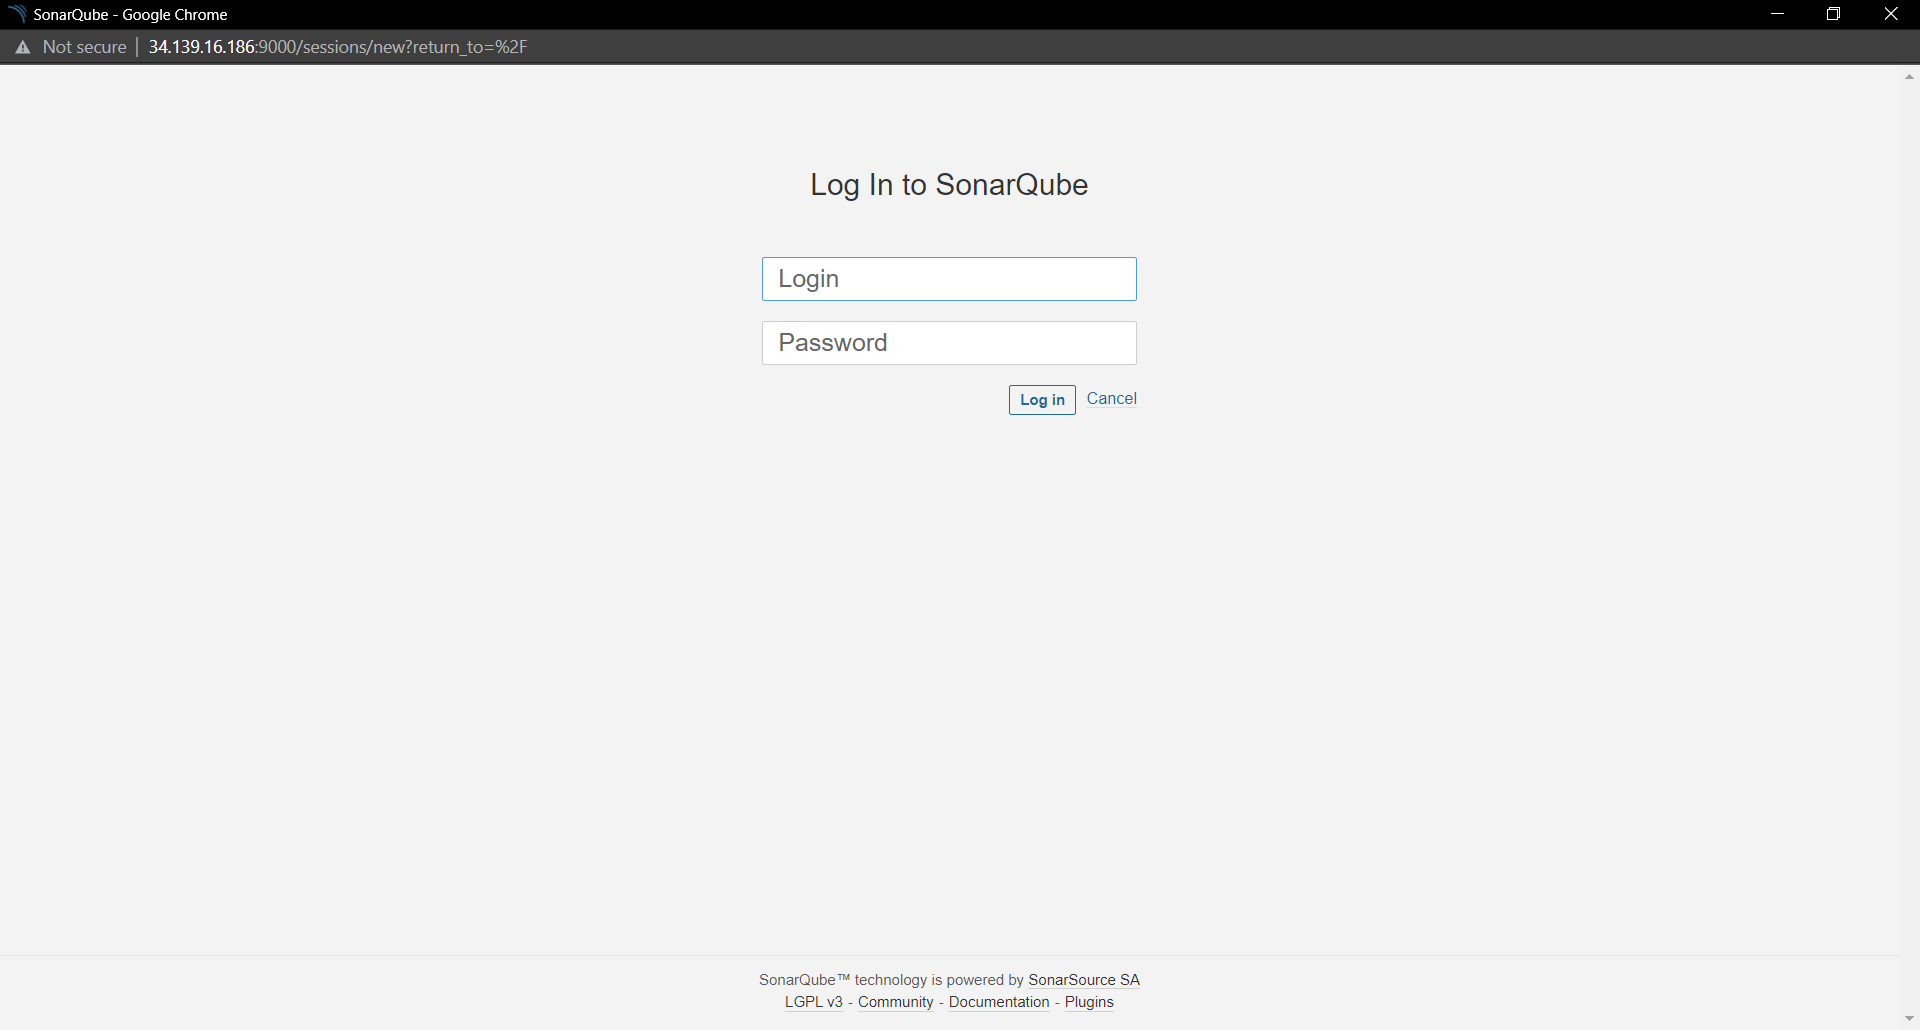 SonarQube - Google Chrome
Not secure | 34.139.16.186:9000/sessions/new?return_to=%2F
Log In to SonarQube
Login
Password
Log in Cancel
SonarQube™ technology is powered by SonarSource SA
LGPL v3 - Community - Documentation - Plugins